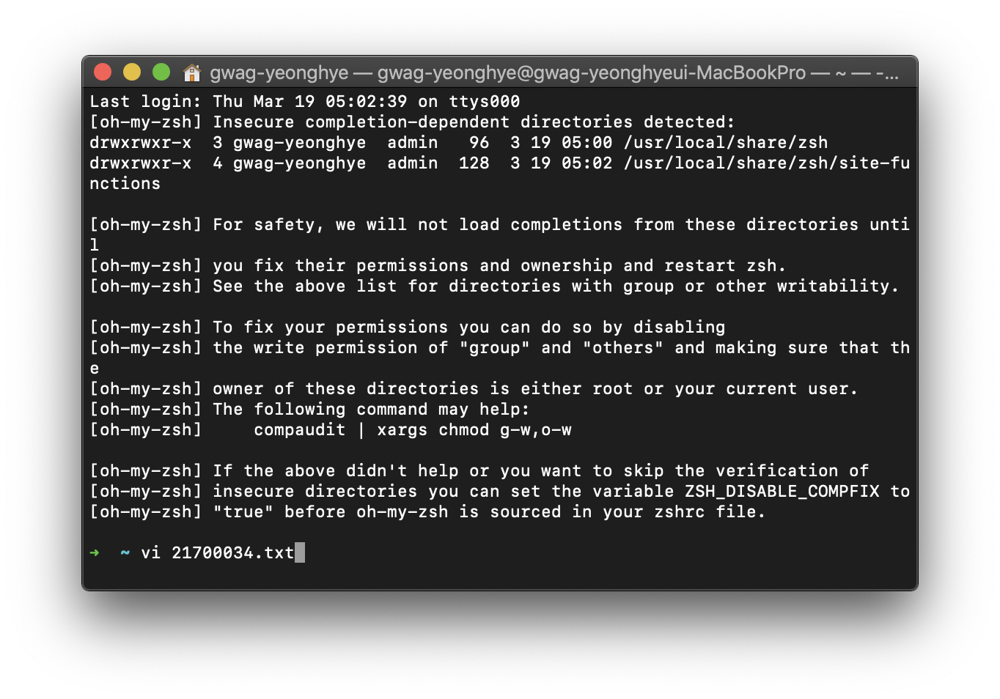 gwag-yeonghye — gwag-yeonghye@gwag-yeonghyeui-MacBookPro — ~ — -...
Last login: Thu Mar 19 05:02:39 on ttys000
[oh-my-zsh] Insecure completion-dependent directories detected:
drwxrwxr-x  3 gwag-yeonghye  admin   96  3 19 05:00 /usr/local/share/zsh
drwxrwxr-x  4 gwag-yeonghye  admin  128  3 19 05:02 /usr/local/share/zsh/site-fu
nctions
[oh-my-zsh] For safety, we will not load completions from these directories unti
l
[oh-my-zsh] you fix their permissions and ownership and restart zsh.
[oh-my-zsh] See the above list for directories with group or other writability.
[oh-my-zsh] To fix your permissions you can do so by disabling
[oh-my-zsh] the write permission of "group" and "others" and making sure that th
e
[oh-my-zsh] owner of these directories is either root or your current user.
[oh-my-zsh] The following command may help:
[oh-my-zsh]     compaudit | xargs chmod g-w,o-w
[oh-my-zsh] If the above didn't help or you want to skip the verification of
[oh-my-zsh] insecure directories you can set the variable ZSH_DISABLE_COMPFIX to
[oh-my-zsh] "true" before oh-my-zsh is sourced in your zshrc file.
➜  ~ vi 21700034.txt